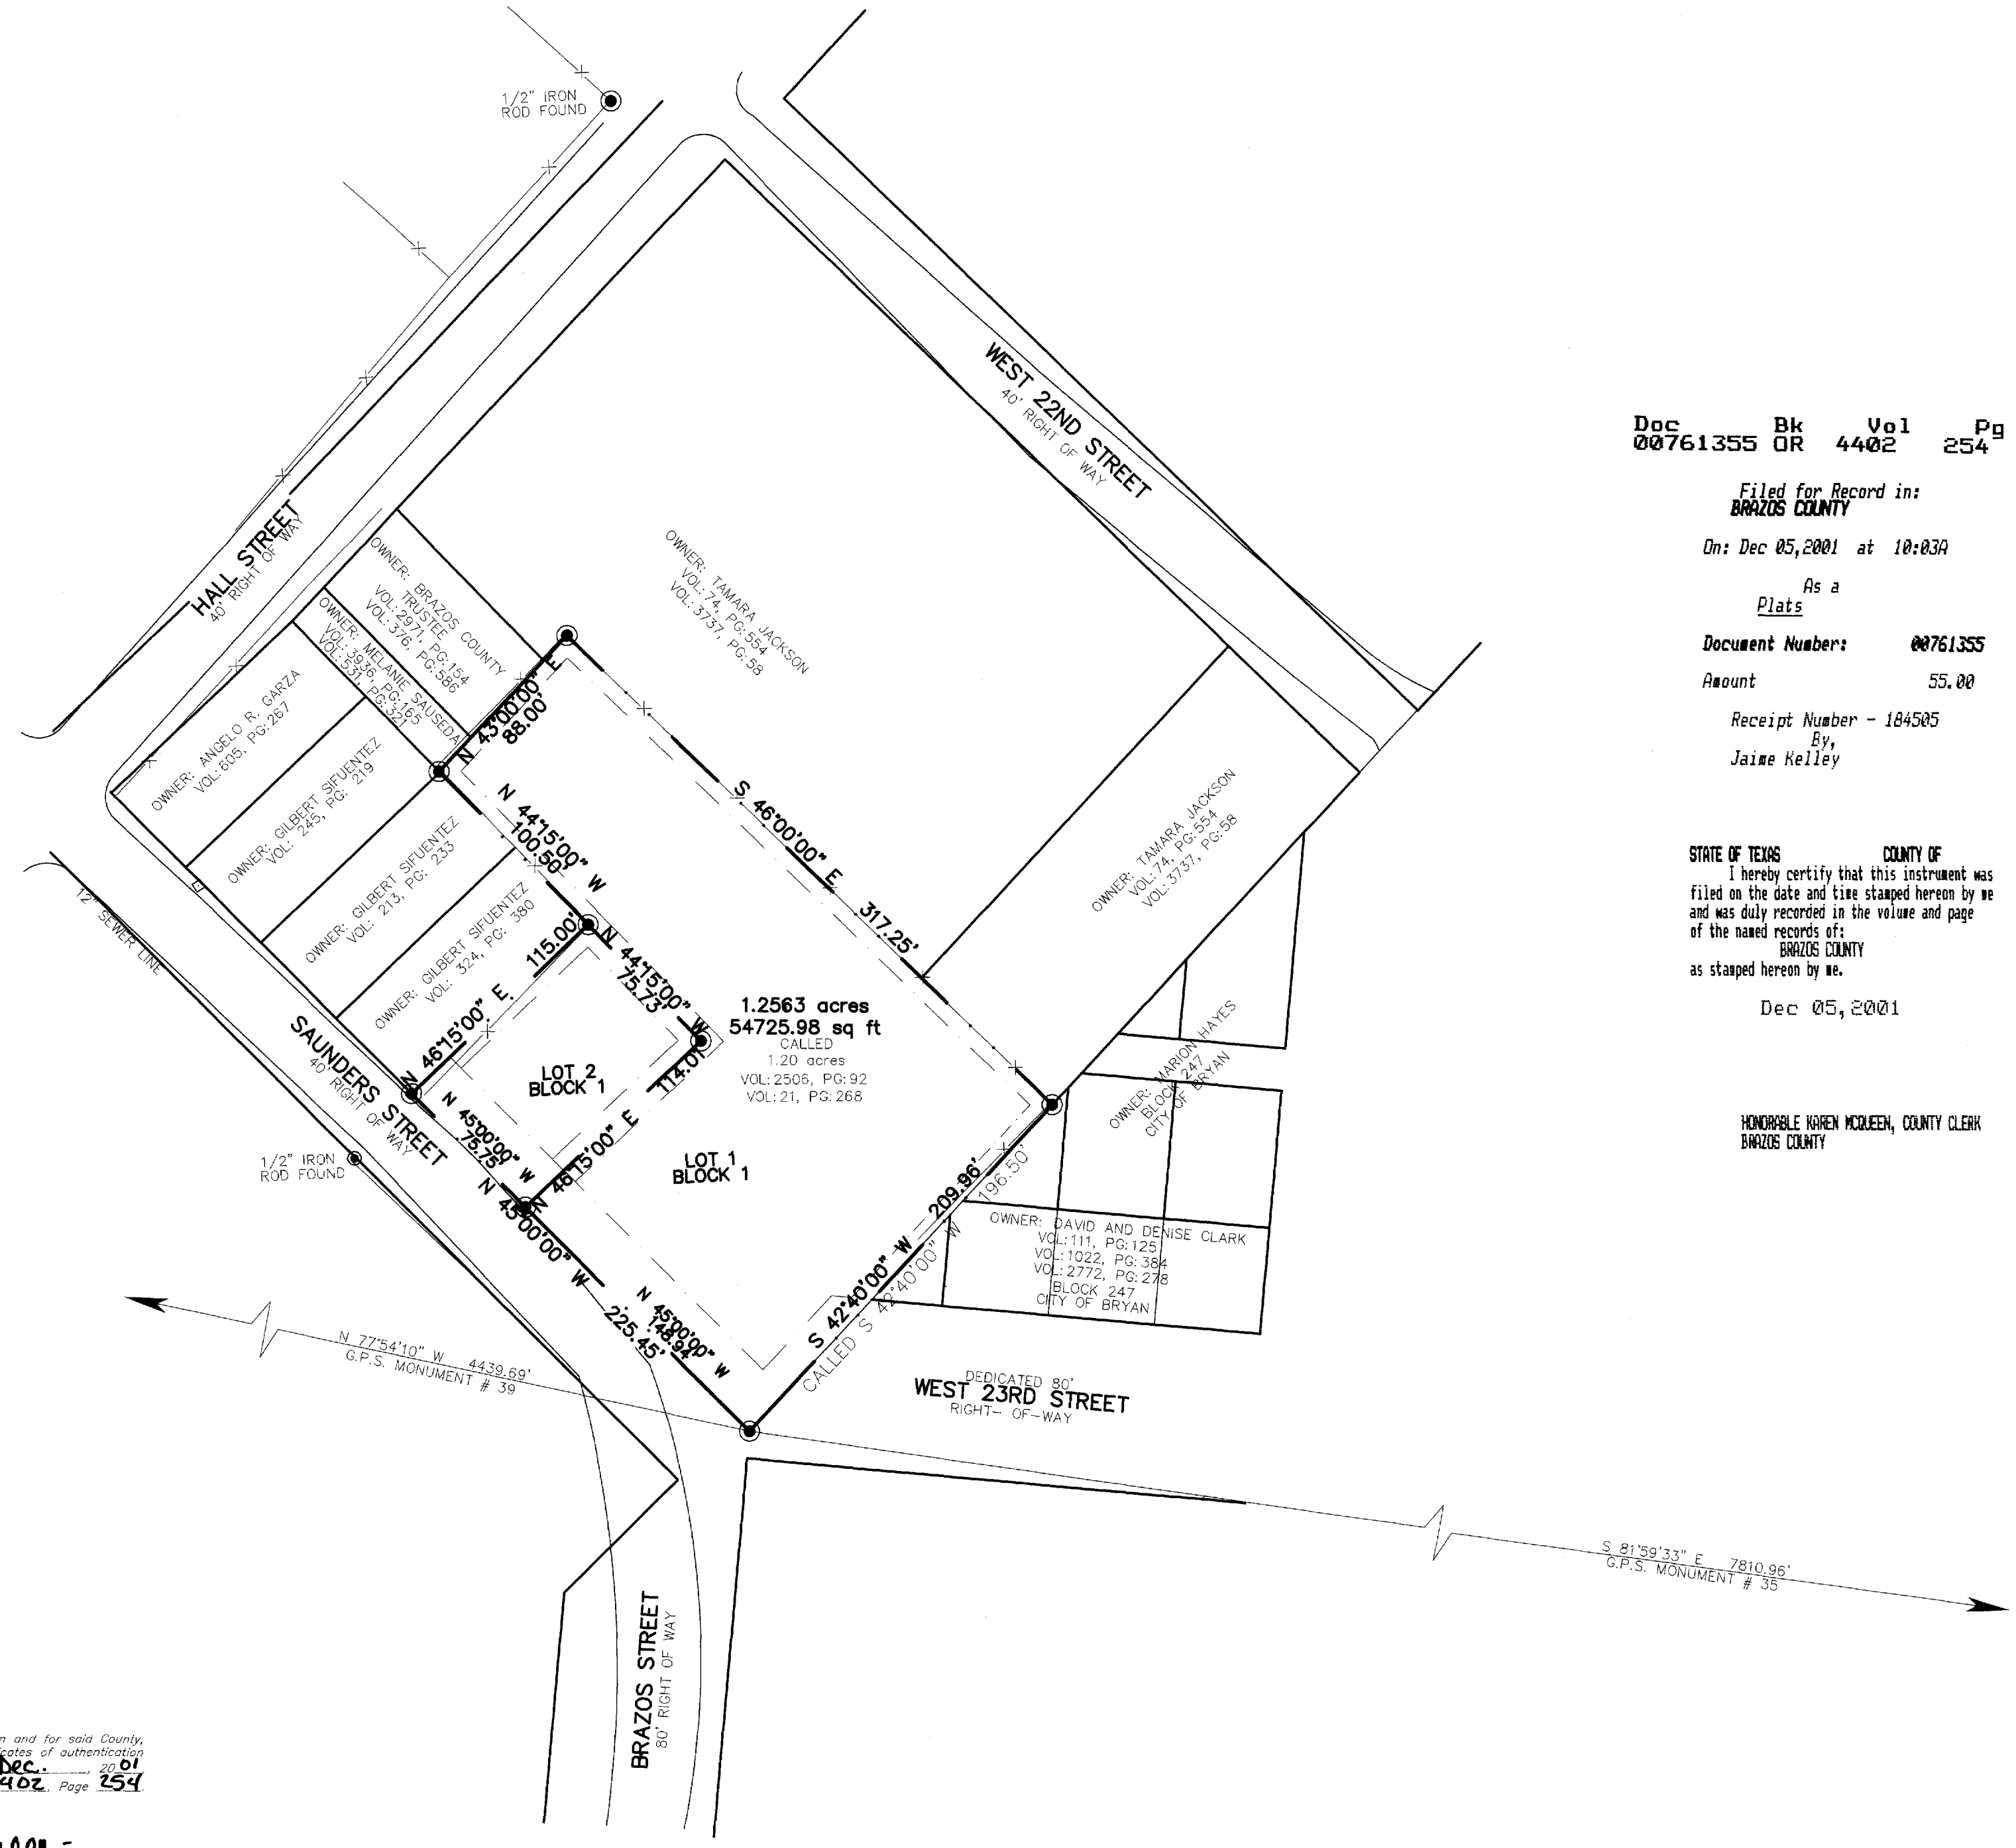 1/2" IRON
ROD FOUND
WEST 22ND STREET
40' RIGHT OF WAY
HALL STREET
40' RIGHT OF WAY
OWNER: BRAZOS COUNTY
TRUSTEE
VOL: 2971, PG: 154
VOL: 376, PG: 586
OWNER: MELANIE SAUSEDA
VOL: 3936, PG: 165
VOL: 531, PG: 321
OWNER: ANGELO R. GARZA
VOL: 605, PG: 267
OWNER: GILBERT SIFUENTEZ
VOL: 245, PG: 219
OWNER: GILBERT SIFUENTEZ
VOL: 213, PG: 233
OWNER: GILBERT SIFUENTEZ
VOL: 324, PG: 380
OWNER: TAMARA JACKSON
VOL: 74, PG: 554
VOL: 3737, PG: 58
N 43°00'00" E
88.00'
N 44°15'00" W
100.50'
S 46°00'00" E
317.25'
OWNER: TAMARA JACKSON
VOL: 74, PG: 554
VOL: 3737, PG: 58
12" SEWER LINE
N 46°15'00" E.
115.00'
N 44°15'00" W
75.73'
1.2563 acres
54725.98 sq ft
CALLED
1.20 acres
VOL: 2506, PG: 92
VOL: 21, PG: 268
SAUNDERS STREET
40' RIGHT OF WAY
LOT 2
BLOCK 1
N 45°00'00" W
75.75'
N 46°15'00" E
114.01'
LOT 1
BLOCK 1
1/2" IRON
ROD FOUND
OWNER: MARION HAYES
BLOCK 247
CITY OF BRYAN
N 45°00'00" W
225.45'
N 45°00'00" W
148.94'
S 42°40'00" W 209.96'
CALLED S 42°40'00" W 196.50'
OWNER: DAVID AND DENISE CLARK
VOL: 111, PG: 125
VOL: 1022, PG: 384
VOL: 2772, PG: 278
BLOCK 247
CITY OF BRYAN
N 77°54'10" W 4439.69'
G.P.S. MONUMENT # 39
DEDICATED 80'
WEST 23RD STREET
RIGHT- OF-WAY
S 81°59'33" E 7810.96'
G.P.S. MONUMENT # 35
BRAZOS STREET
80' RIGHT OF WAY
Doc Bk Vol Pg
00761355 OR 4402 254
Filed for Record in:
BRAZOS COUNTY
On: Dec 05,2001 at 10:03A
As a
Plats
Document Number: 00761355
Amount 55.00
Receipt Number - 184505
By,
Jaime Kelley
STATE OF TEXAS COUNTY OF
I hereby certify that this instrument was
filed on the date and time stamped hereon by me
and was duly recorded in the volume and page
of the named records of:
BRAZOS COUNTY
as stamped hereon by me.
Dec 05,2001
HONORABLE KAREN MCQUEEN, COUNTY CLERK
BRAZOS COUNTY
n and for said County,
cates of authentication
Dec. , 20 01
402, Page 254